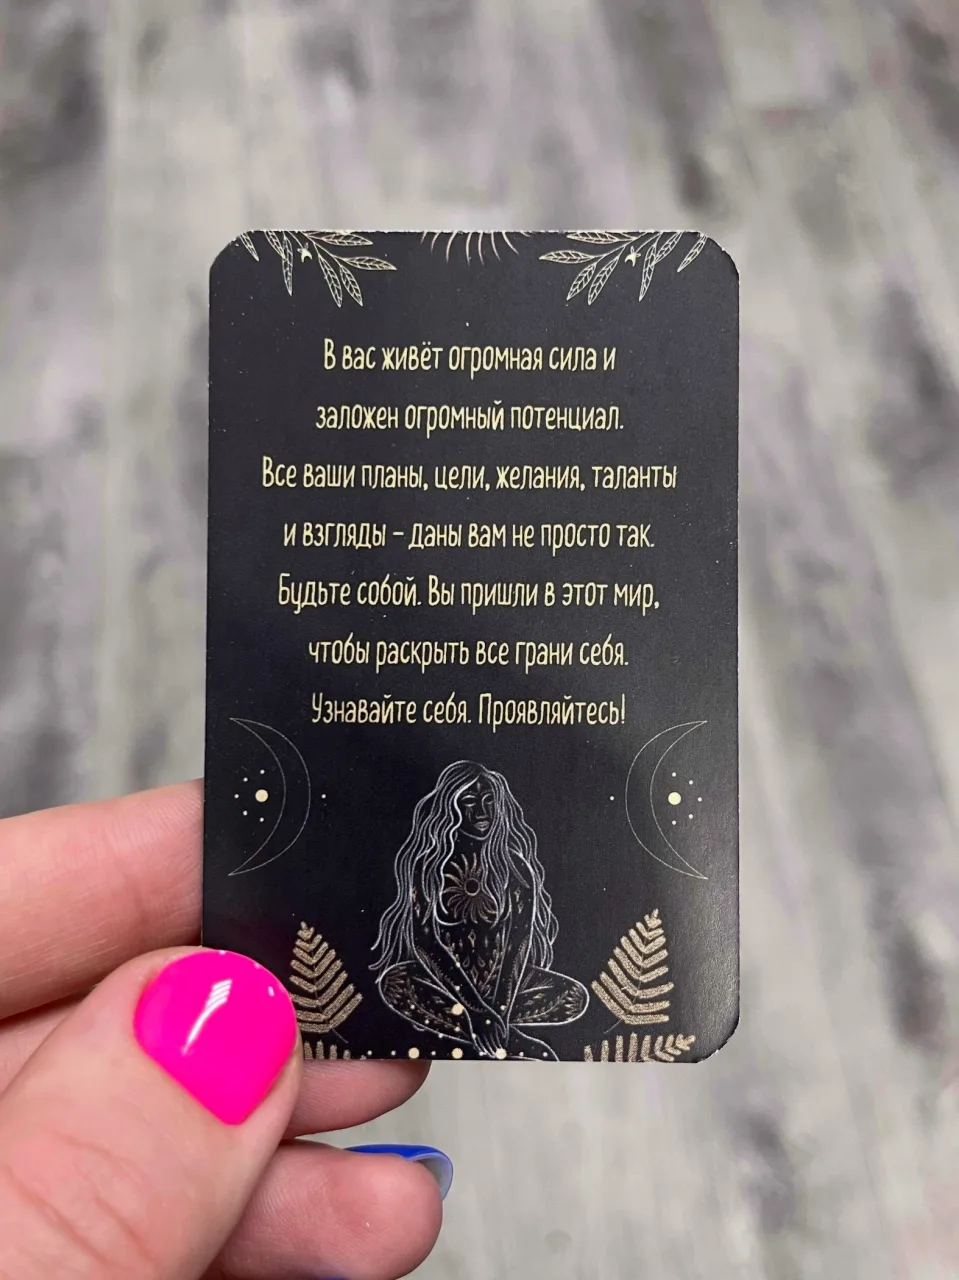 В вас живёт огромная сила и
заложен огромный потенциал.
Все ваши планы, цели, желания, таланты
и взгляды - даны вам не просто так.
Будьте собой. Вы пришли в этот мир,
чтобы раскрыть все грани себя.
Узнавайте себя. Проявляйтесь!